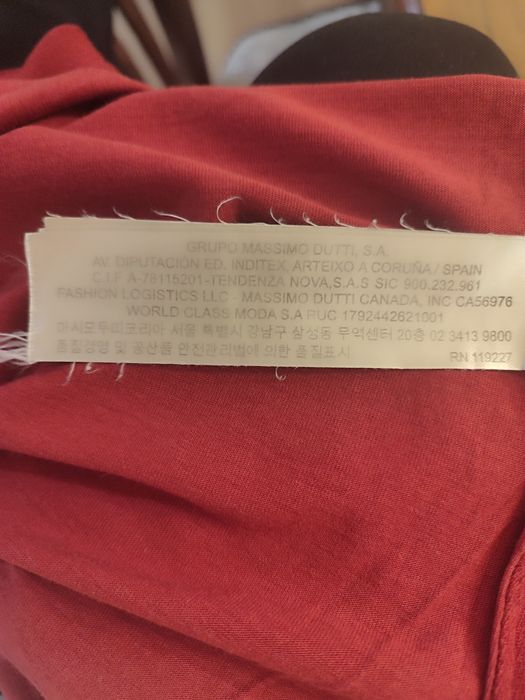 GRUPO MASSIMO DUTTI, S.A.
AV. DIPUTACIÓN ED. INDITEX, ARTEIXO A CORUÑA / SPAIN
C.I.F A-78115201-TENDENZA NOVA,S.A.S SIC 900.232.961
FASHION LOGISTICS LLC - MASSIMO DUTTI CANADA, INC CA56976
WORLD CLASS MODA S.A RUC 1792442621001
마시모두띠코리아 서울 특별시 강남구 삼성동 무역센터 20층 02 3413 9800
품질경영 및 공산품 안전관리법에 의한 품질표시
RN 119227